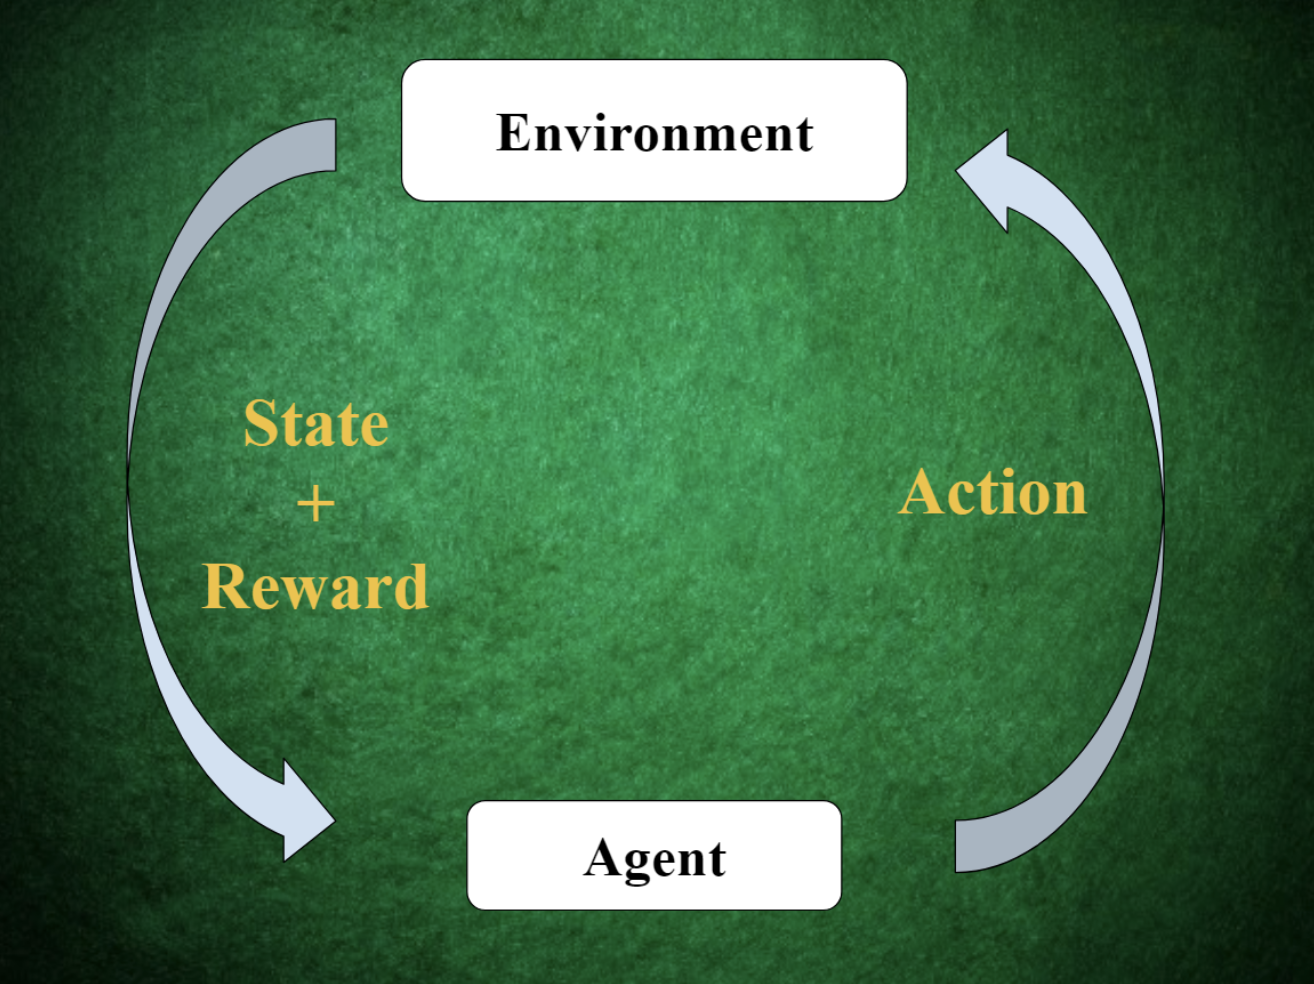 Environment
State
+
Reward
Action
Agent